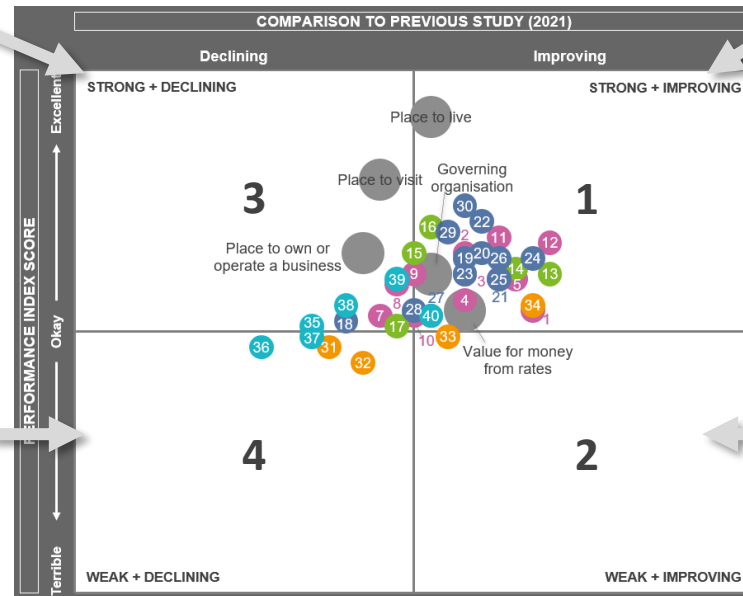 COMPARISON TO PREVIOUS STUDY (2021)
Declining
Improving
PERFORMANCE INDEX SCORE
Excellent
Okay
Terrible
STRONG + DECLINING
STRONG + IMPROVING
Place to live
Place to visit
Governing
organisation
3
1
Place to own or
operate a business
30
22
16
29
2
11
12
15
19
20
26
24
39
9
23
3
25
14
5
13
8
27
4
21
38
7
28
40
34
1
35
18
17
10
33
37
36
31
32
Value for money
from rates
4
2
WEAK + DECLINING
WEAK + IMPROVING